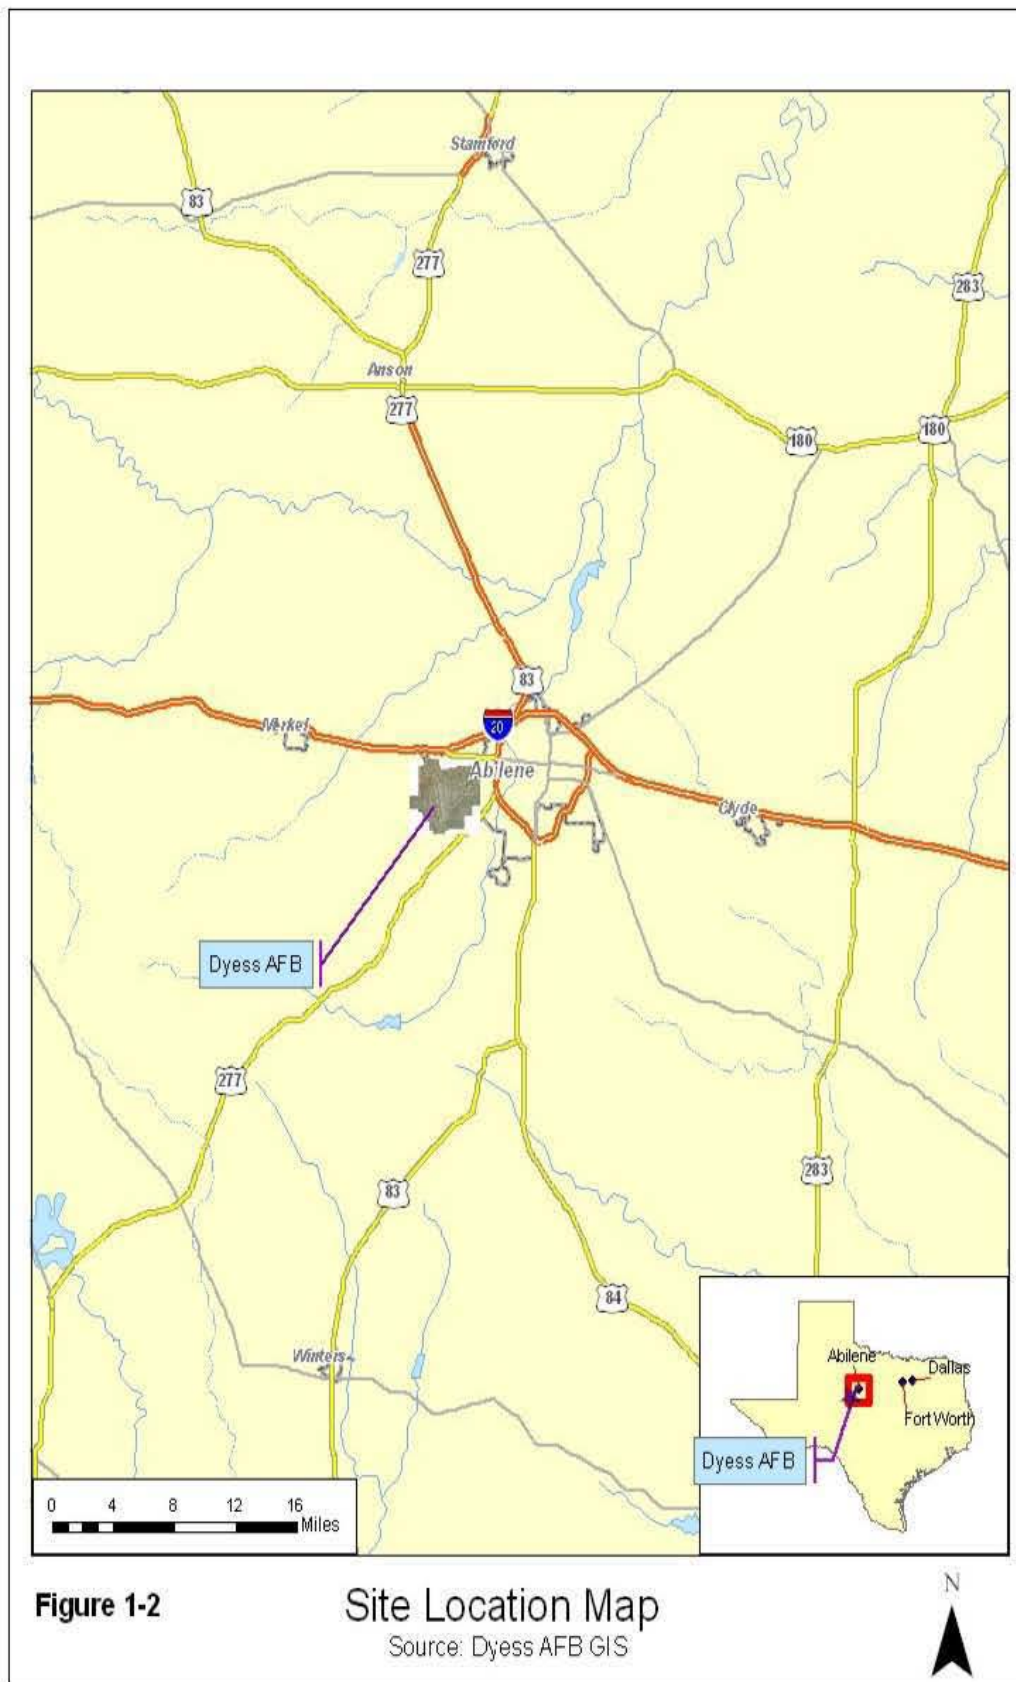 Stamford
83
277
283
Anson
277
180
180
83
20
Merkel
Abilene
Clyde
Dyess AFB
277
283
83
84
Winters
Abilene
Dallas
Fort Worth
Dyess AFB
0 4 8 12 16
Miles
Figure 1-2
Site Location Map
Source: Dyess AFB GIS
N